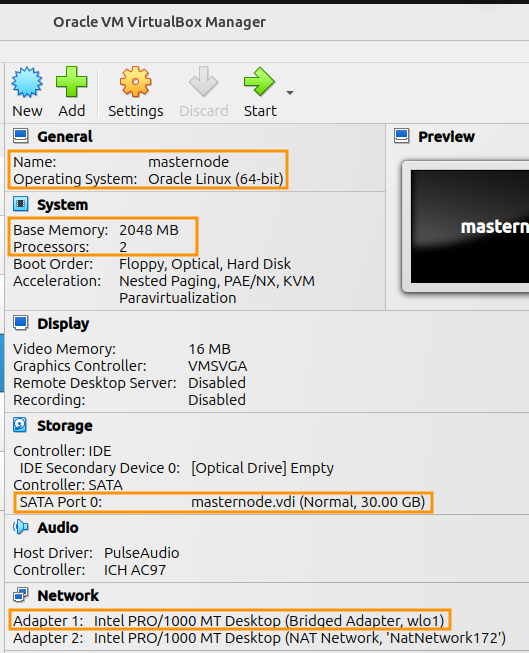 Oracle VM VirtualBox Manager
New Add Settings Discard Start
General
Name: masternode
Operating System: Oracle Linux (64-bit)
System
Base Memory: 2048 MB
Processors: 2
Boot Order: Floppy, Optical, Hard Disk
Acceleration: Nested Paging, PAE/NX, KVM
Paravirtualization
Preview
mastern
Display
Video Memory: 16 MB
Graphics Controller: VMSVGA
Remote Desktop Server: Disabled
Recording: Disabled
Storage
Controller: IDE
IDE Secondary Device 0: [Optical Drive] Empty
Controller: SATA
SATA Port 0: masternode.vdi (Normal, 30.00 GB)
Audio
Host Driver: PulseAudio
Controller: ICH AC97
Network
Adapter 1: Intel PRO/1000 MT Desktop (Bridged Adapter, wlo1)
Adapter 2: Intel PRO/1000 MT Desktop (NAT Network, 'NatNetwork172')